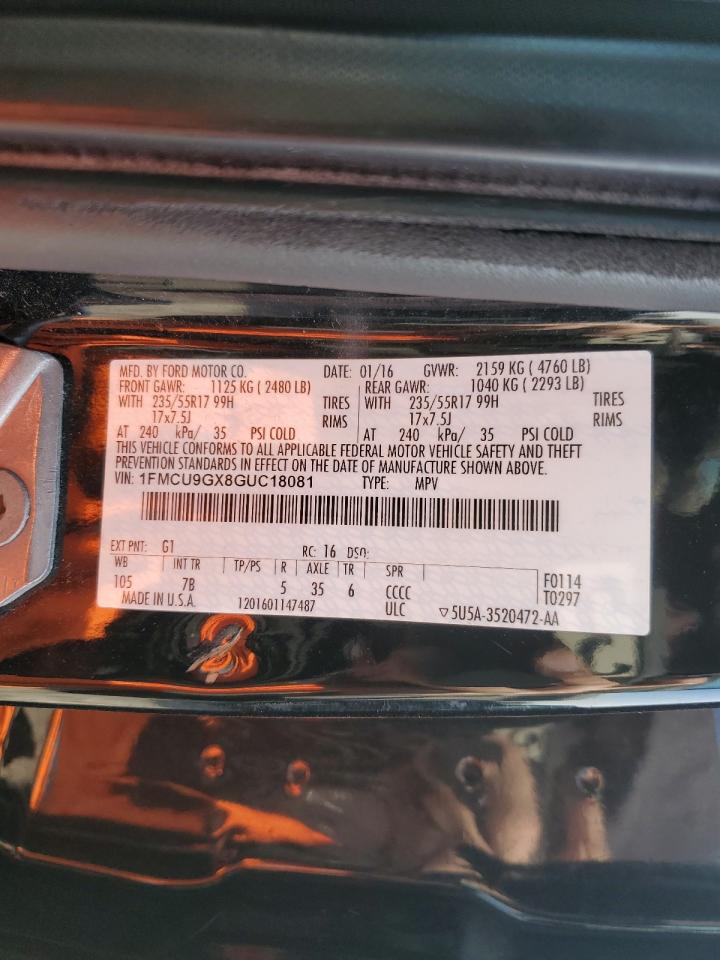 MFD. BY FORD MOTOR CO. DATE: 01/16 GVWR: 2159 KG ( 4760 LB)
FRONT GAWR: 1125 KG ( 2480 LB) REAR GAWR: 1040 KG ( 2293 LB)
WITH 235/55R17 99H TIRES WITH 235/55R17 99H TIRES
17x7.5J RIMS 17x7.5J RIMS
AT 240 kPa/ 35 PSI COLD AT 240 kPa/ 35 PSI COLD
THIS VEHICLE CONFORMS TO ALL APPLICABLE FEDERAL MOTOR VEHICLE SAFETY AND THEFT
PREVENTION STANDARDS IN EFFECT ON THE DATE OF MANUFACTURE SHOWN ABOVE.
VIN: 1FMCU9GX8GUC18081 TYPE: MPV
EXT PNT: G1 RC: 16 DSO:
WB INT TR TP/PS R AXLE TR SPR
105 7B 5 35 6 CCCC F0114
MADE IN U.S.A. 1201601147487 ULC ▽5U5A-3520472-AA T0297